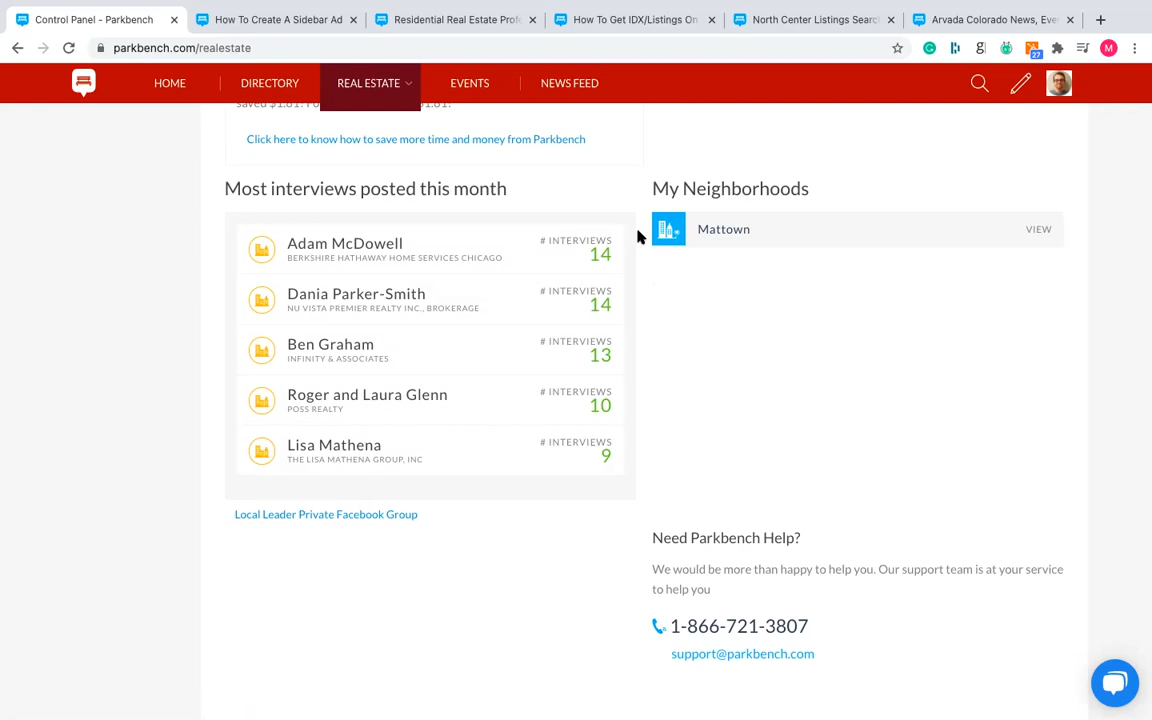 Control Panel - Parkbench
How To Create A Sidebar Ad
Residential Real Estate Profe
How To Get IDX/Listings On
North Center Listings Search
Arvada Colorado News, Eve
parkbench.com/realestate
27
M
HOME
DIRECTORY
REAL ESTATE
EVENTS
NEWS FEED
Click here to know how to save more time and money from Parkbench
Most interviews posted this month
Adam McDowell
BERKSHIRE HATHAWAY HOME SERVICES CHICAGO
# INTERVIEWS
14
Dania Parker-Smith
NU VISTA PREMIER REALTY INC., BROKERAGE
# INTERVIEWS
14
Ben Graham
INFINITY & ASSOCIATES
# INTERVIEWS
13
Roger and Laura Glenn
POSS REALTY
# INTERVIEWS
10
Lisa Mathena
THE LISA MATHENA GROUP, INC
# INTERVIEWS
9
Local Leader Private Facebook Group
My Neighborhoods
Mattown
VIEW
Need Parkbench Help?
We would be more than happy to help you. Our support team is at your service
to help you
1-866-721-3807
support@parkbench.com